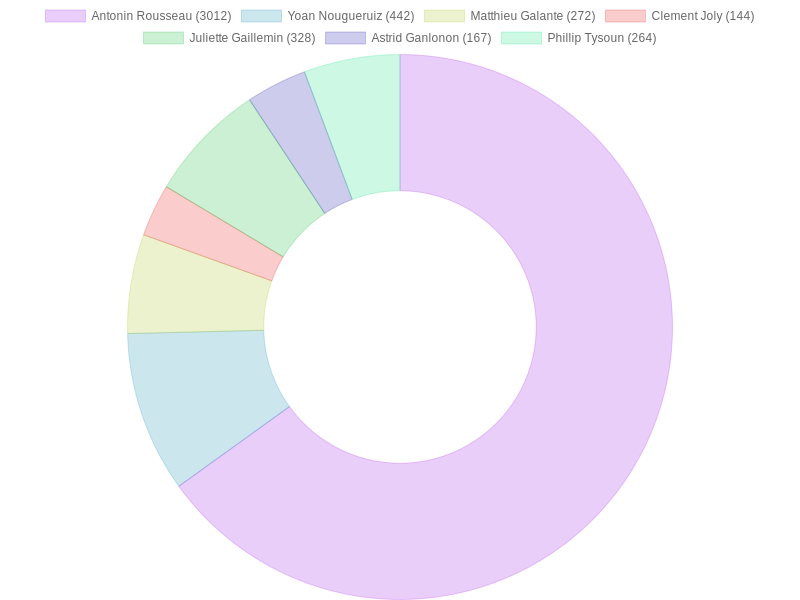 Antonin Rousseau (3012) Yoan Nougueruiz (442) Matthieu Galante (272) Clement Joly (144)
Juliette Gaillemin (328) Astrid Ganlonon (167) Phillip Tysoun (264)